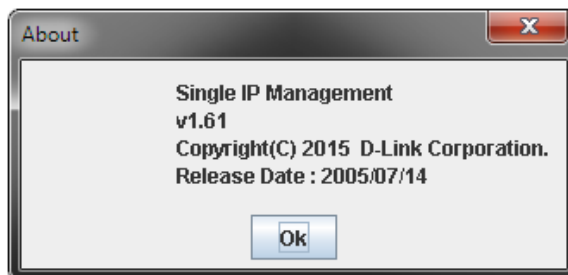 About
Single IP Management
v1.61
Copyright(C) 2015 D-Link Corporation.
Release Date : 2005/07/14
Ok